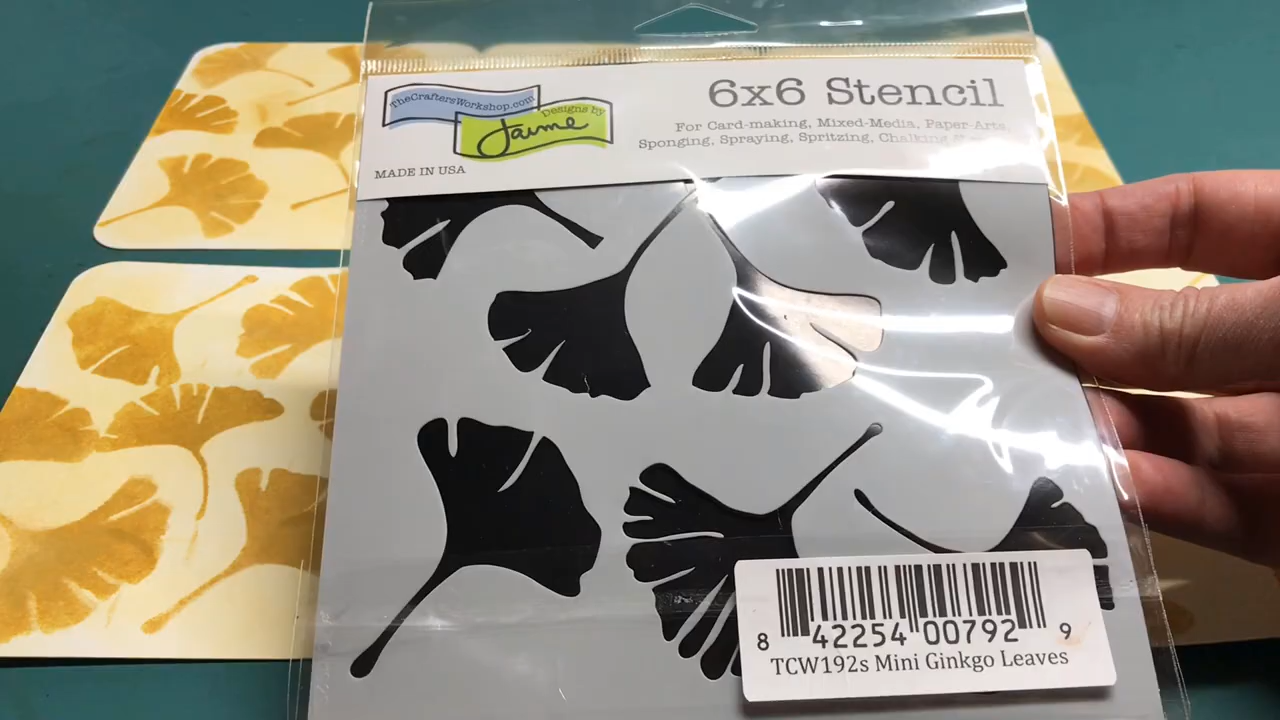 TheCraftersWorkshop.com
Designs by
Jaime
MADE IN USA
6x6 Stencil
For Card-making, Mixed-Media, Paper-Arts,
Sponging, Spraying, Spritzing, Chalking
8 42254 00792 9
TCW192s Mini Ginkgo Leaves